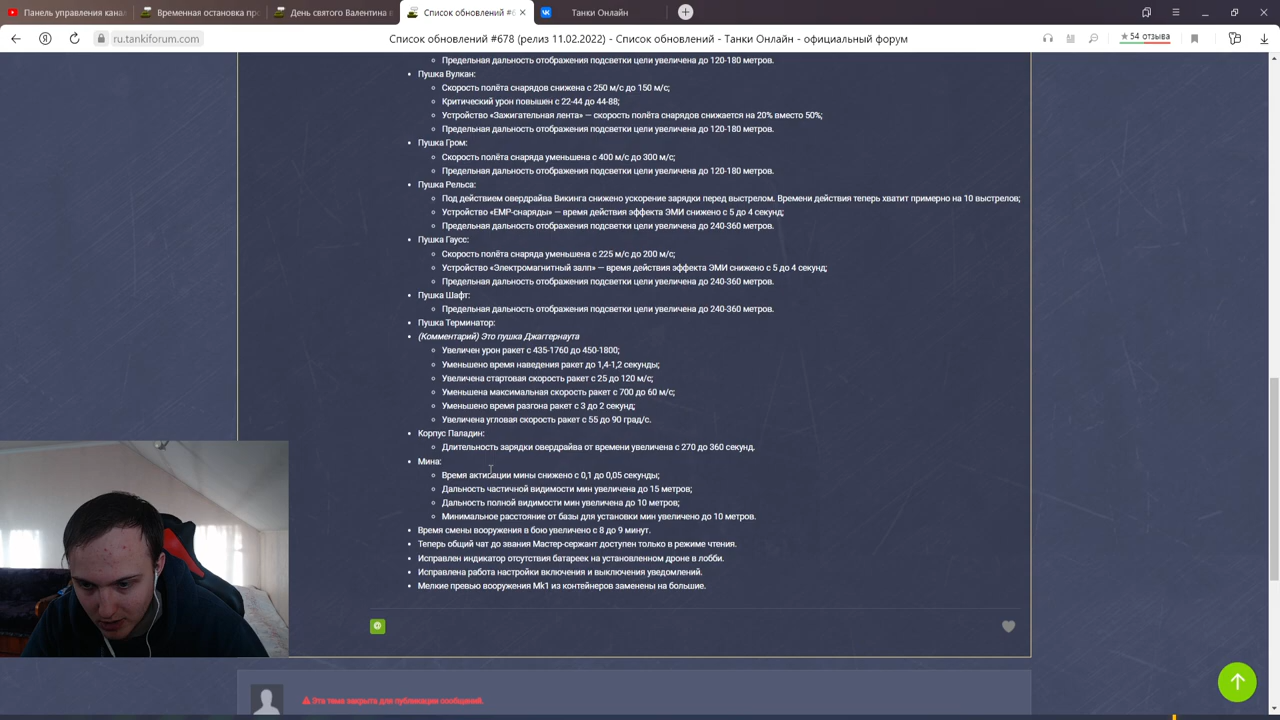 Панель управления канал
Временная остановка прс
День святого Валентина в
Список обновлений #6
Танки Онлайн
ru.tankiforum.com
Список обновлений #678 (релиз 11.02.2022) - Список обновлений - Танки Онлайн - официальный форум
54 отзыва
Предельная дальность отображения подсветки цели увеличена до 120-180 метров.
Пушка Вулкан:
Скорость полёта снарядов снижена с 250 м/с до 150 м/с;
Критический урон повышен с 22-44 до 44-88;
Устройство «Зажигательная лента» — скорость полёта снарядов снижается на 20% вместо 50%;
Предельная дальность отображения подсветки цели увеличена до 120-180 метров.
Пушка Гром:
Скорость полёта снаряда уменьшена с 400 м/с до 300 м/с;
Предельная дальность отображения подсветки цели увеличена до 120-180 метров.
Пушка Рельса:
Под действием овердрайва Викинга снижено ускорение зарядки перед выстрелом. Времени действия теперь хватит примерно на 10 выстрелов;
Устройство «EMP-снаряды» — время действия эффекта ЭМИ снижено с 5 до 4 секунд;
Предельная дальность отображения подсветки цели увеличена до 240-360 метров.
Пушка Гаусс:
Скорость полёта снаряда уменьшена с 225 м/с до 200 м/с;
Устройство «Электромагнитный залп» — время действия эффекта ЭМИ снижено с 5 до 4 секунд;
Предельная дальность отображения подсветки цели увеличена до 240-360 метров.
Пушка Шафт:
Предельная дальность отображения подсветки цели увеличена до 240-360 метров.
Пушка Терминатор:
(Комментарий) Это пушка Джаггернаута
Увеличен урон ракет с 435-1760 до 450-1800;
Уменьшено время наведения ракет до 1,4-1,2 секунды;
Увеличена стартовая скорость ракет с 25 до 120 м/с;
Уменьшена максимальная скорость ракет с 700 до 60 м/с;
Уменьшено время разгона ракет с 3 до 2 секунд;
Увеличена угловая скорость ракет с 55 до 90 град/с.
Корпус Паладин:
Длительность зарядки овердрайва от времени увеличена с 270 до 360 секунд.
Мина:
Время активации мины снижено с 0,1 до 0,05 секунды;
Дальность частичной видимости мин увеличена до 15 метров;
Дальность полной видимости мин увеличена до 10 метров;
Минимальное расстояние от базы для установки мин увеличено до 10 метров.
Время смены вооружения в бою увеличено с 8 до 9 минут.
Теперь общий чат до звания Мастер-сержант доступен только в режиме чтения.
Исправлен индикатор отсутствия батареек на установленном дроне в лобби.
Исправлена работа настройки включения и выключения уведомлений.
Мелкие превью вооружения Mk1 из контейнеров заменены на большие.
Эта тема закрыта для публикации сообщений.